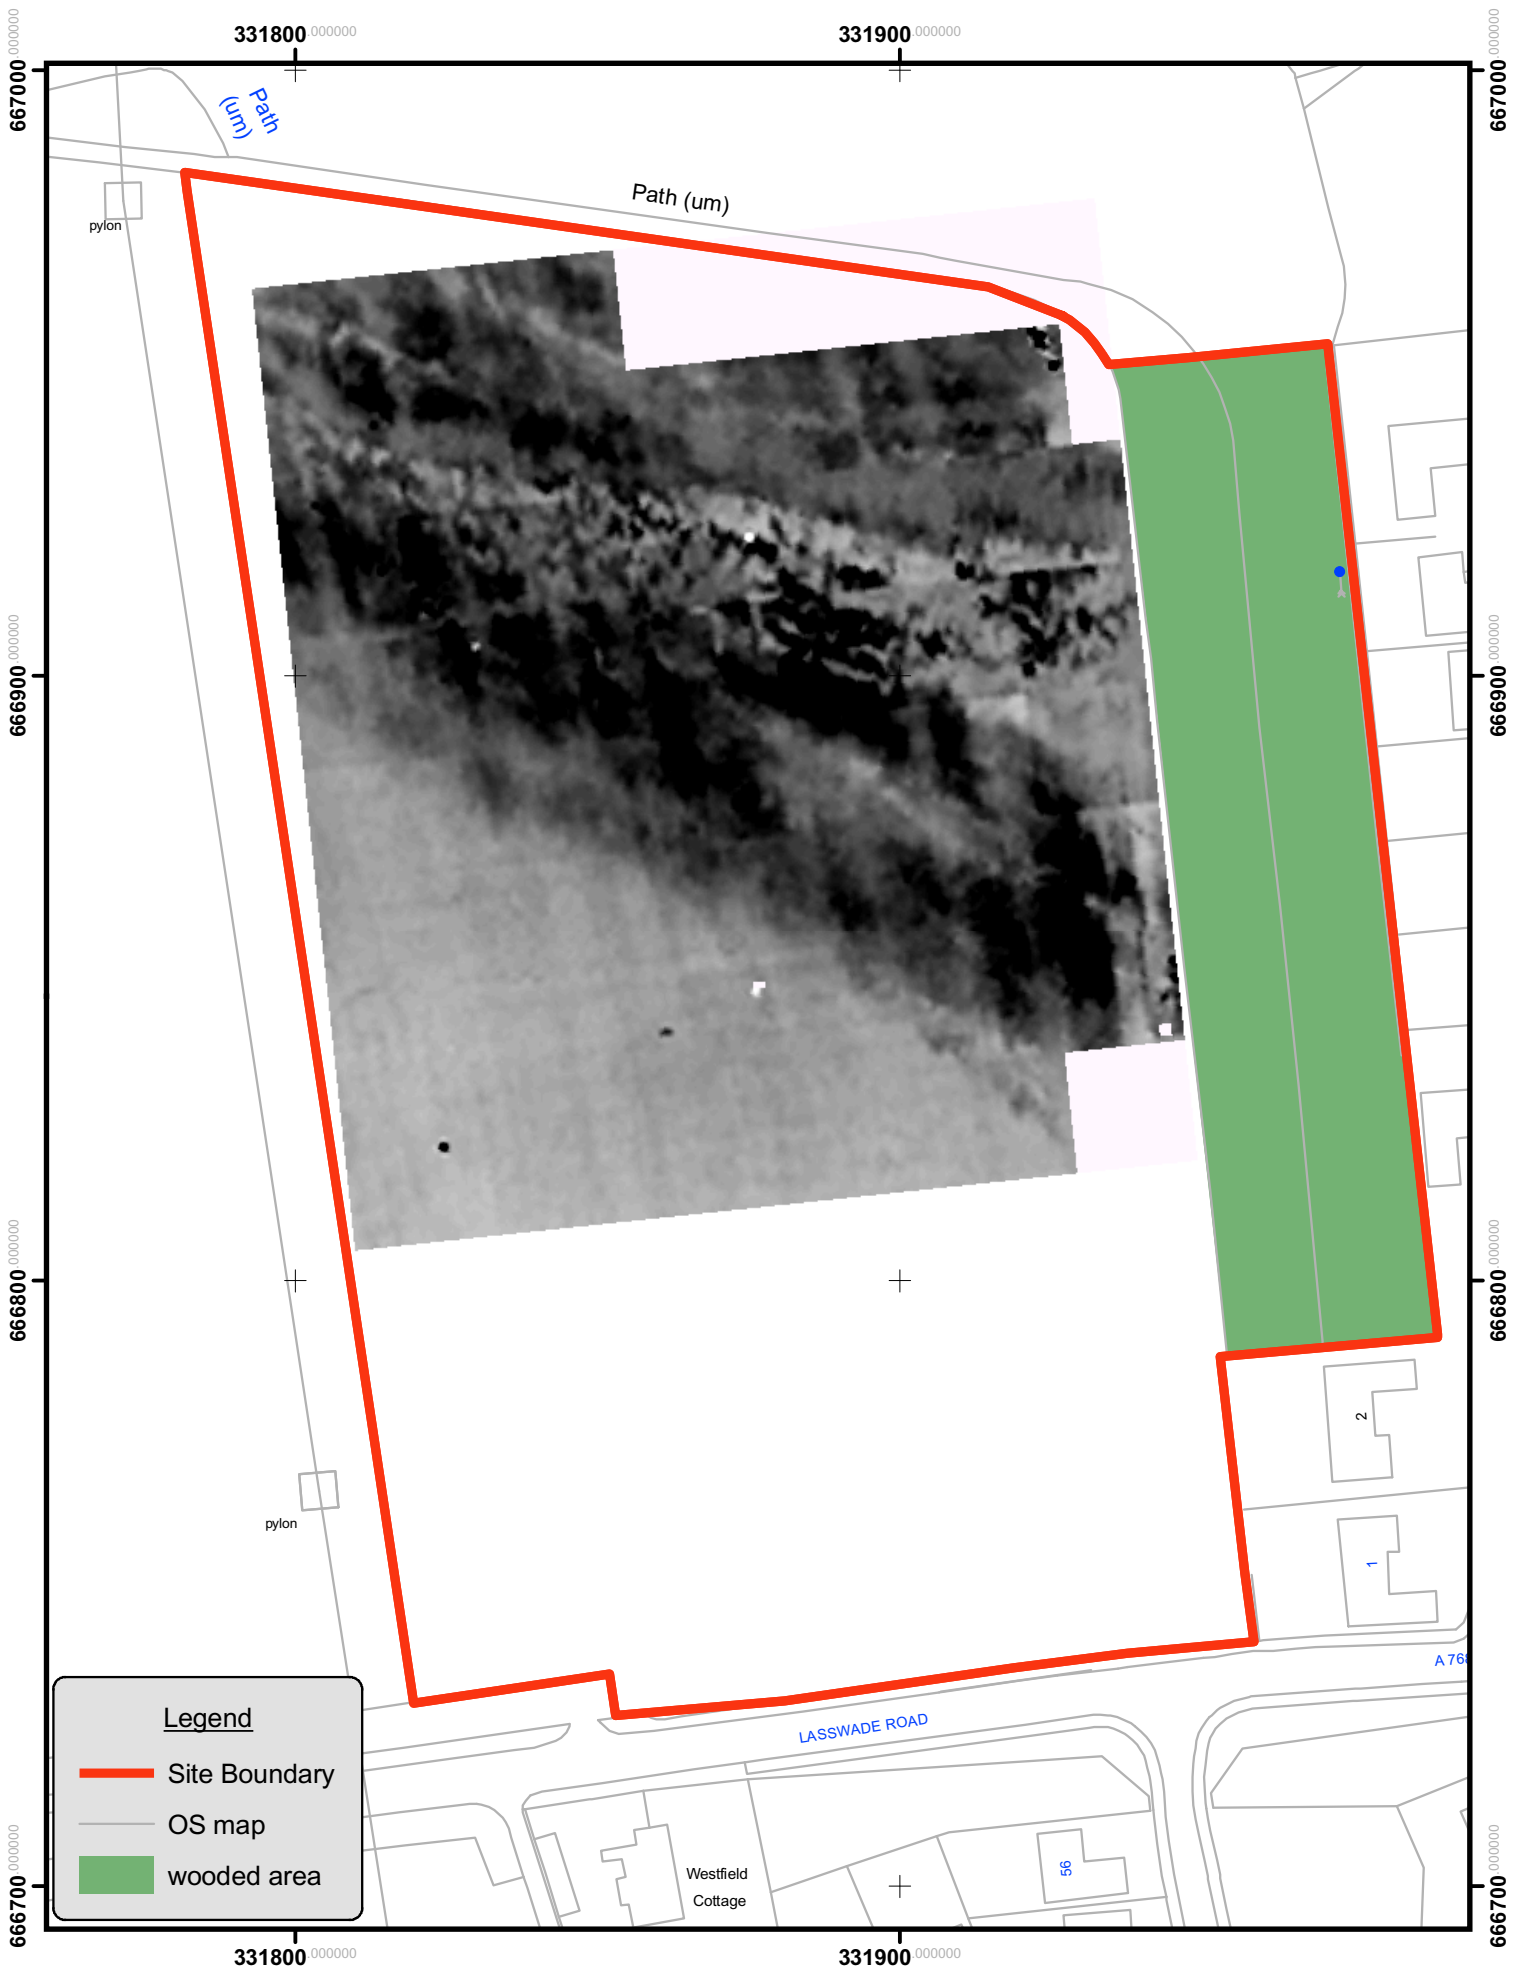 331800.000000
331900.000000
667000.000000
667000.000000
Path
(um)
Path (um)
pylon
666900.000000
666900.000000
666800.000000
666800.000000
2
pylon
1
A 768
LASSWADE ROAD
Legend
Site Boundary
OS map
wooded area
Westfield
Cottage
56
666700.000000
666700.000000
331800.000000
331900.000000